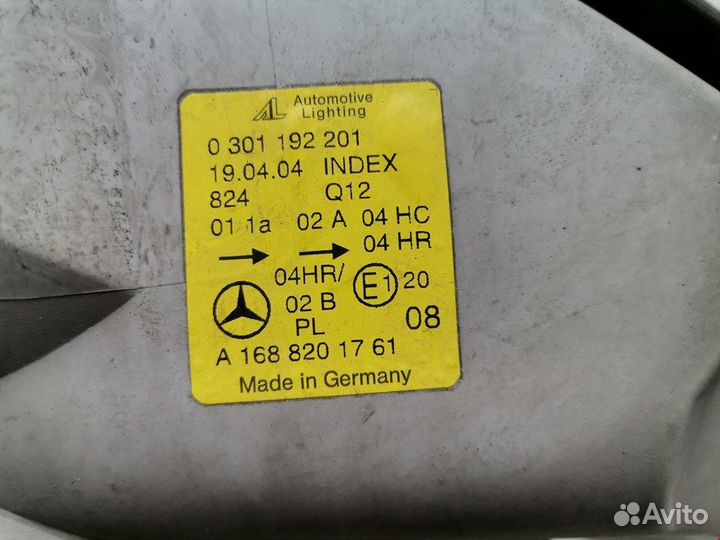 AL Automotive
Lighting
0 301 192 201
19.04.04 INDEX
824 Q12
01 1a 02 A 04 HC
04 HR
04HR/
02 B E1 20
PL 08
A 168 820 17 61
Made in Germany
Avito